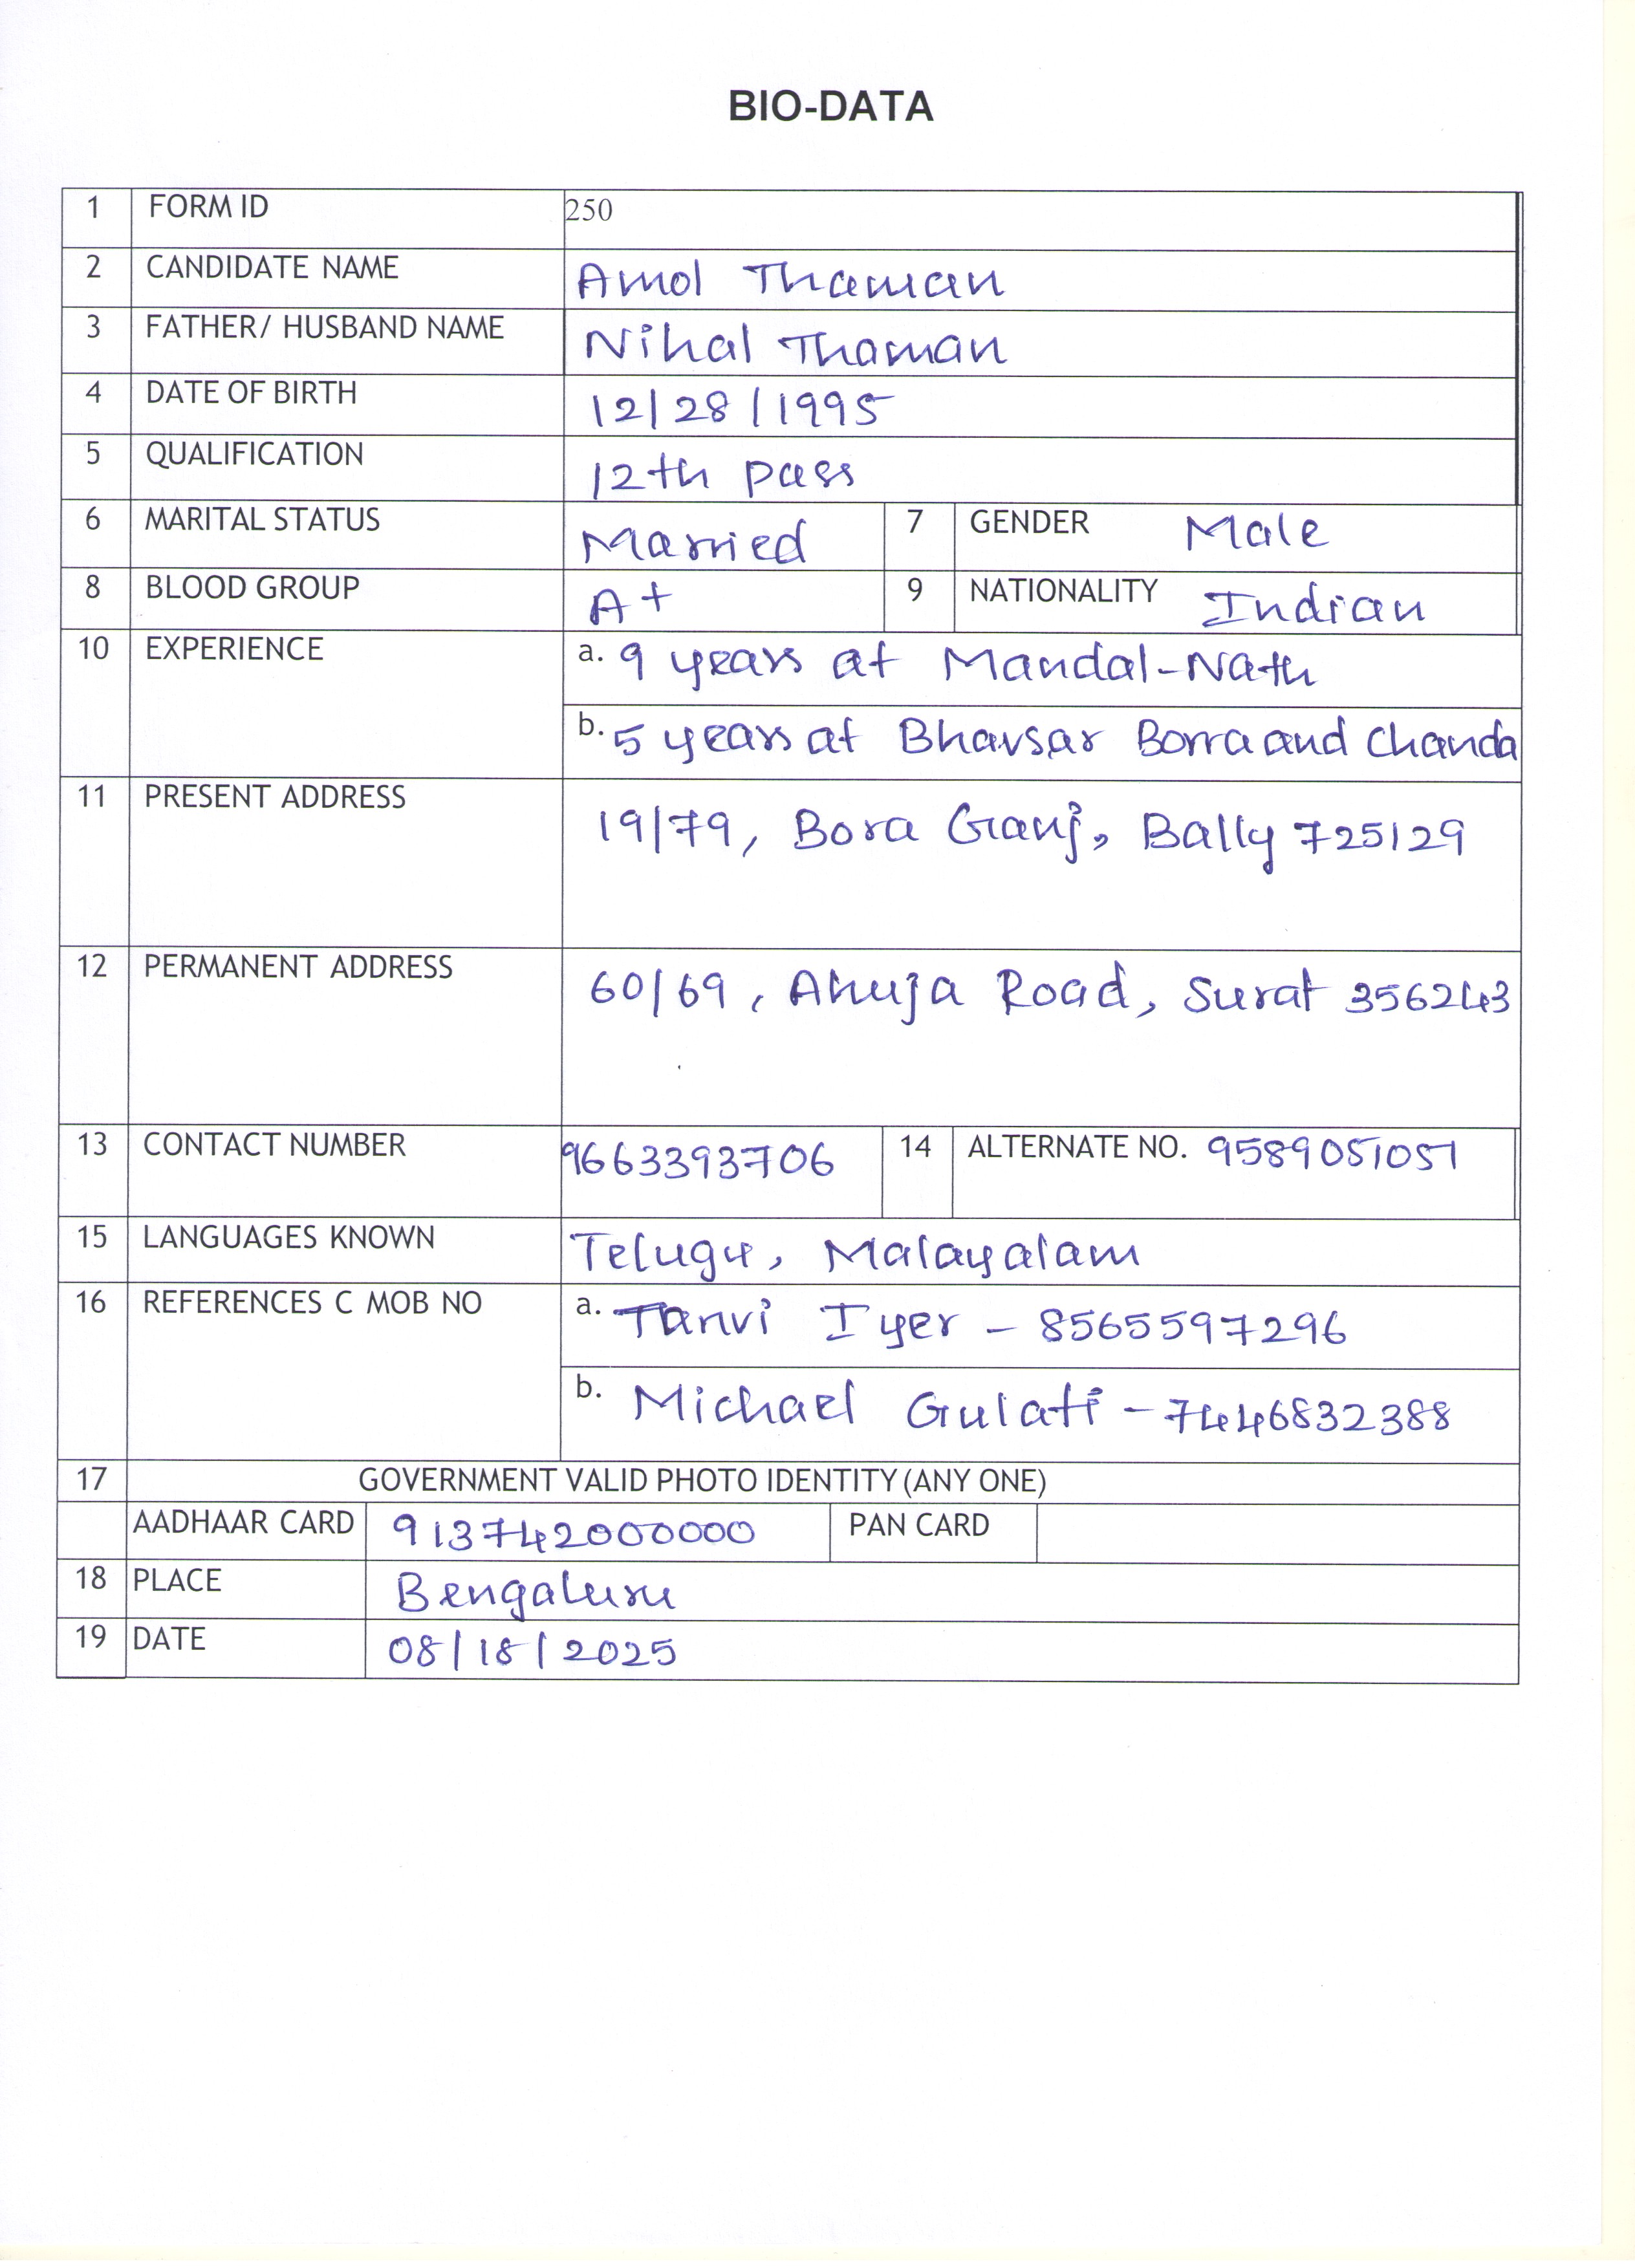 BIO-DATA
1 FORM ID 250
2 CANDIDATE NAME Amol Thaman
3 FATHER/ HUSBAND NAME Nihal Thaman
4 DATE OF BIRTH 12/28/1995
5 QUALIFICATION 12th pass
6 MARITAL STATUS Married 7 GENDER Male
8 BLOOD GROUP A+ 9 NATIONALITY Indian
10 EXPERIENCE a. 9 years at Mandal-Nath
b. 5 years at Bhavsar Borra and Chanda
11 PRESENT ADDRESS 19/79, Bora Ganj, Bally 725129
12 PERMANENT ADDRESS 60/69, Ahuja Road, Surat 356243
13 CONTACT NUMBER 9663393706 14 ALTERNATE NO. 9589051051
15 LANGUAGES KNOWN Telugu, Malayalam
16 REFERENCES C MOB NO a. Tanvi Iyer - 8565597296
b. Michael Gulati - 7446832388
17 GOVERNMENT VALID PHOTO IDENTITY (ANY ONE)
AADHAAR CARD 913742000000 PAN CARD
18 PLACE Bengaluru
19 DATE 08/18/2025